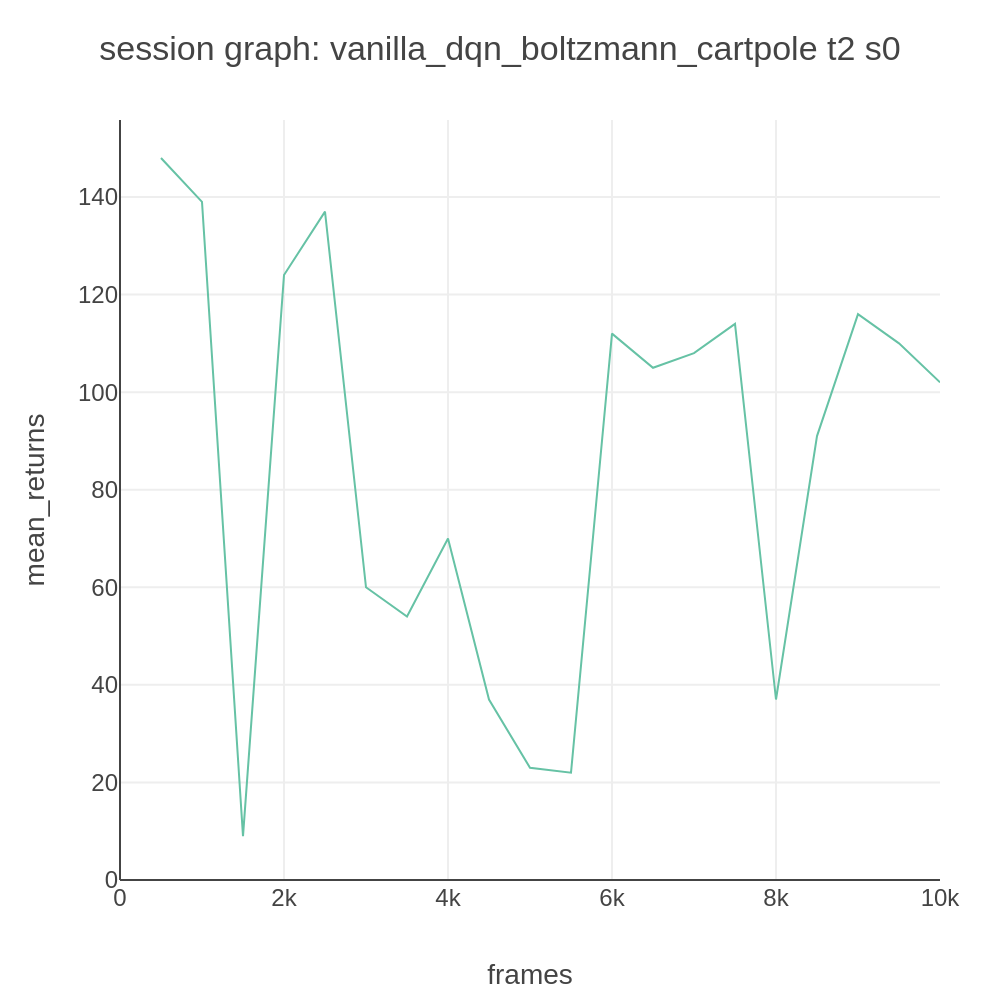 session graph: vanilla_dqn_boltzmann_cartpole t2 s0
mean_returns
140
120
100
80
60
40
20
0
0 2k 4k 6k 8k 10k
frames